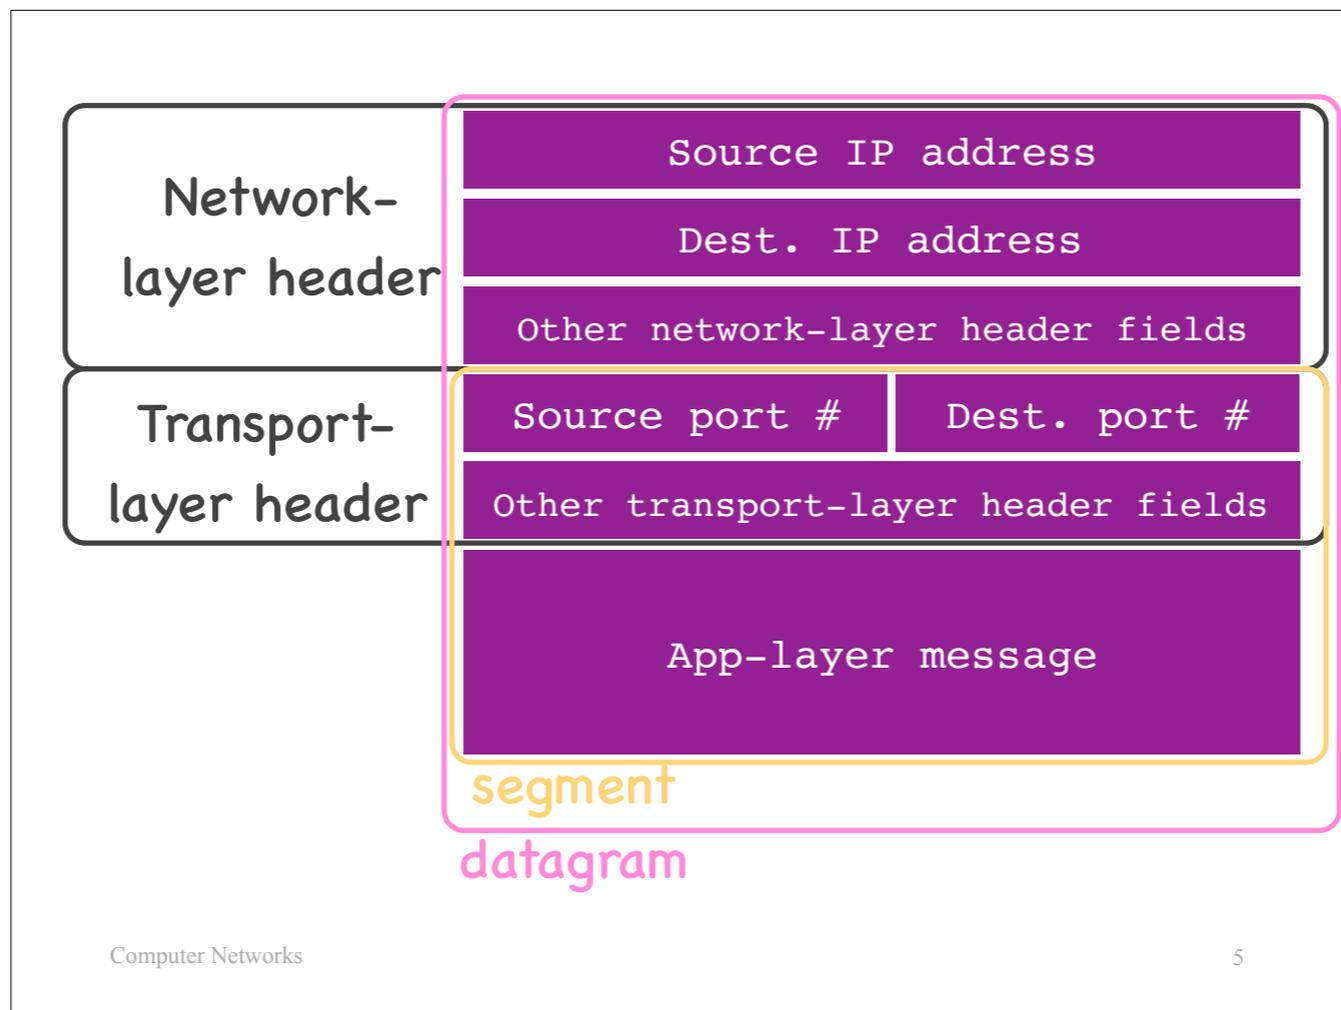 Network-
layer header
Source IP address
Dest. IP address
Other network-layer header fields
Transport-
layer header
Source port # Dest. port #
Other transport-layer header fields
App-layer message
segment
datagram
Computer Networks 5